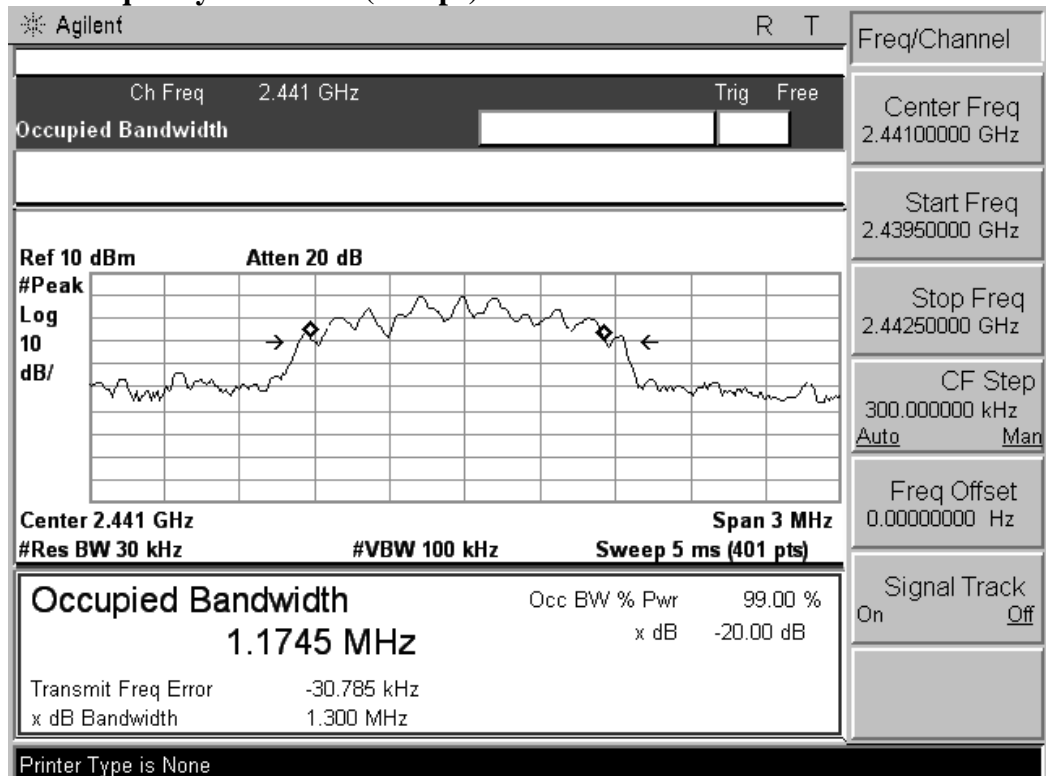 Agilent R T
Freq/Channel
Ch Freq 2.441 GHz Trig Free
Occupied Bandwidth
Center Freq
2.44100000 GHz
Start Freq
2.43950000 GHz
Stop Freq
2.44250000 GHz
CF Step
300.000000 kHz
Auto Man
Freq Offset
0.00000000 Hz
Signal Track
On Off
Ref 10 dBm Atten 20 dB
#Peak
Log
10
dB/
Center 2.441 GHz Span 3 MHz
#Res BW 30 kHz #VBW 100 kHz Sweep 5 ms (401 pts)
Occupied Bandwidth Occ BW % Pwr 99.00 %
1.1745 MHz x dB -20.00 dB
Transmit Freq Error -30.785 kHz
x dB Bandwidth 1.300 MHz
Printer Type is None